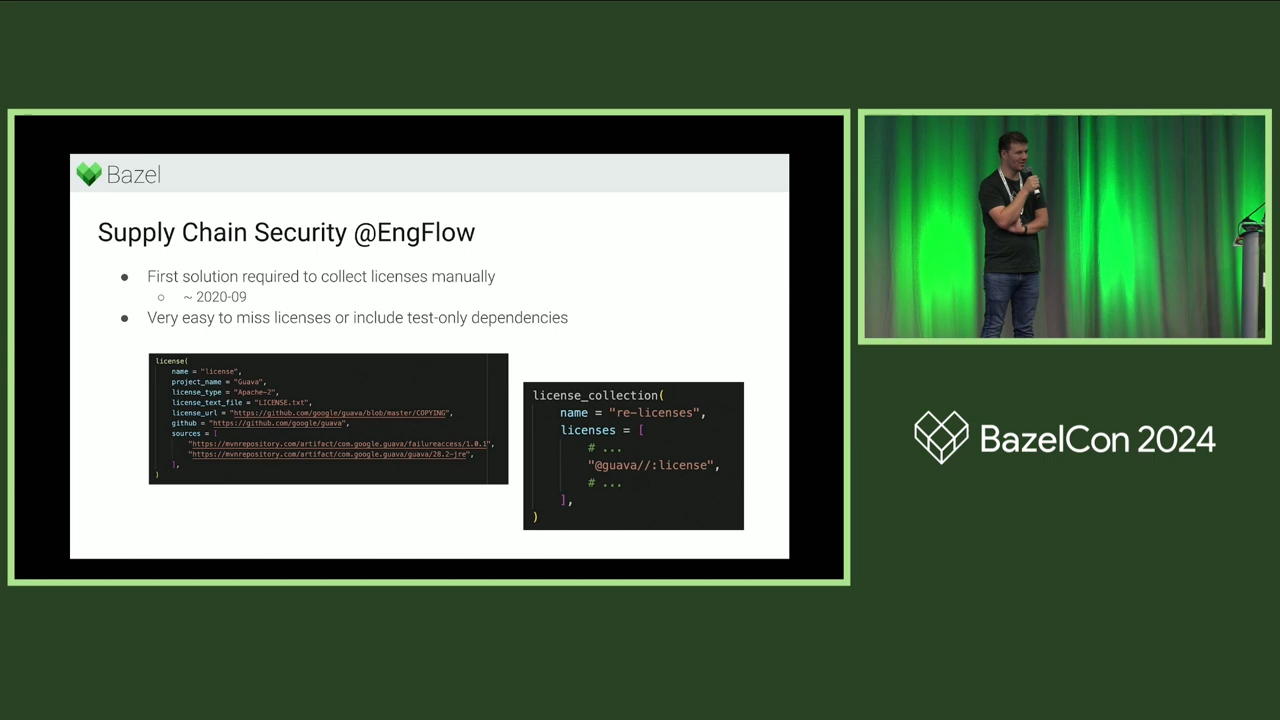 Bazel
Supply Chain Security @EngFlow
● First solution required to collect licenses manually
○ ~ 2020-09
● Very easy to miss licenses or include test-only dependencies
license(
    name = "license",
    project_name = "Guava",
    license_type = "Apache-2",
    license_text_file = "LICENSE.txt",
    license_url = "https://github.com/google/guava/blob/master/COPYING",
    github = "https://github.com/google/guava",
    sources = [
        "https://mvnrepository.com/artifact/com.google.guava/failureaccess/1.0.1",
        "https://mvnrepository.com/artifact/com.google.guava/guava/28.2-jre",
    ],
)
license_collection(
    name = "re-licenses",
    licenses = [
        # ...
        "@guava//:license",
        # ...
    ],
)
BazelCon 2024